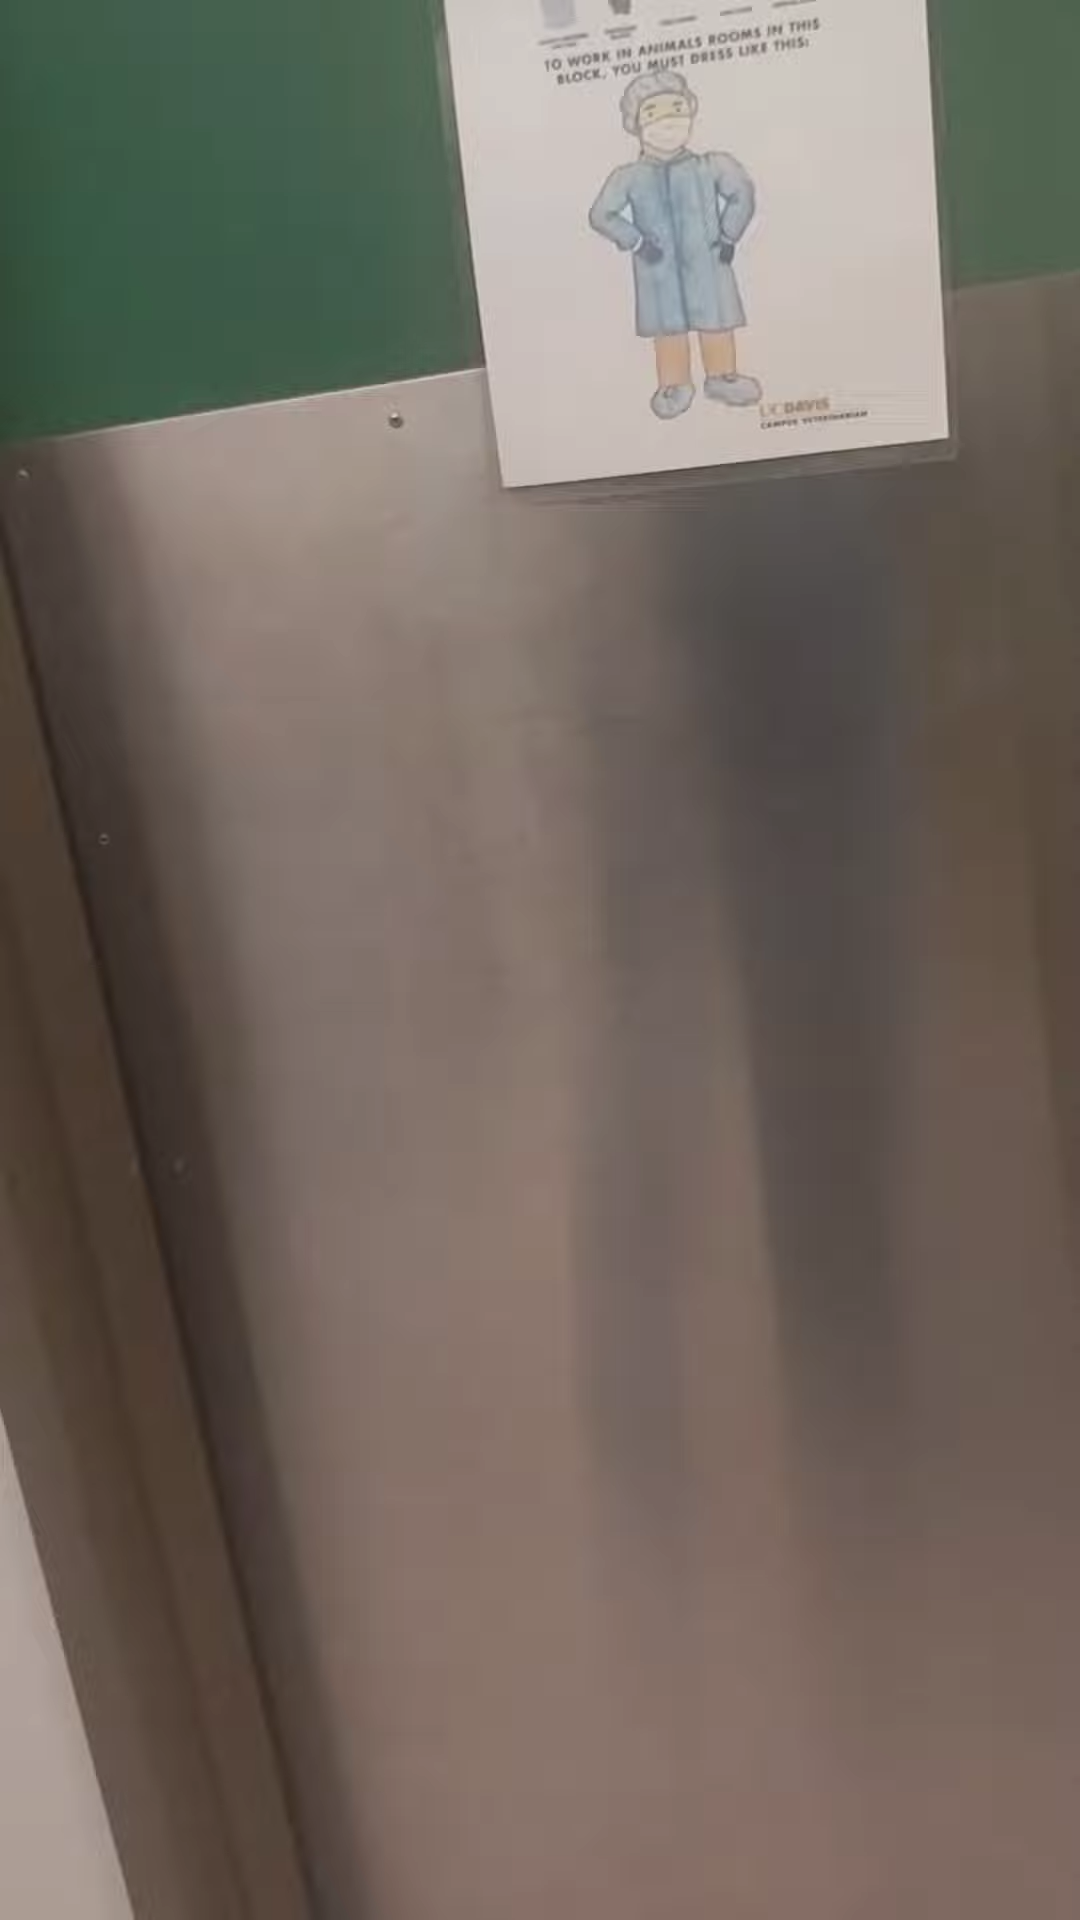 TO WORK IN ANIMALS ROOMS IN THIS
BLOCK, YOU MUST DRESS LIKE THIS:
UCDAVIS
CAMPUS VETERINARIAN